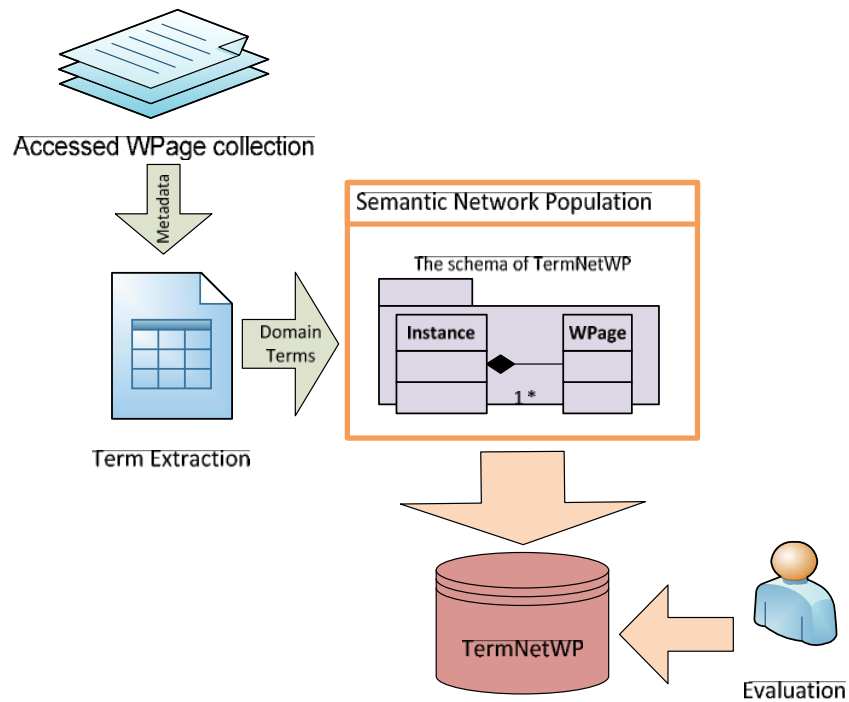 Accessed WPage collection
Metadata
Semantic Network Population
The schema of TermNetWP
Instance
WPage
1 *
Domain
Terms
Term Extraction
TermNetWP
Evaluation